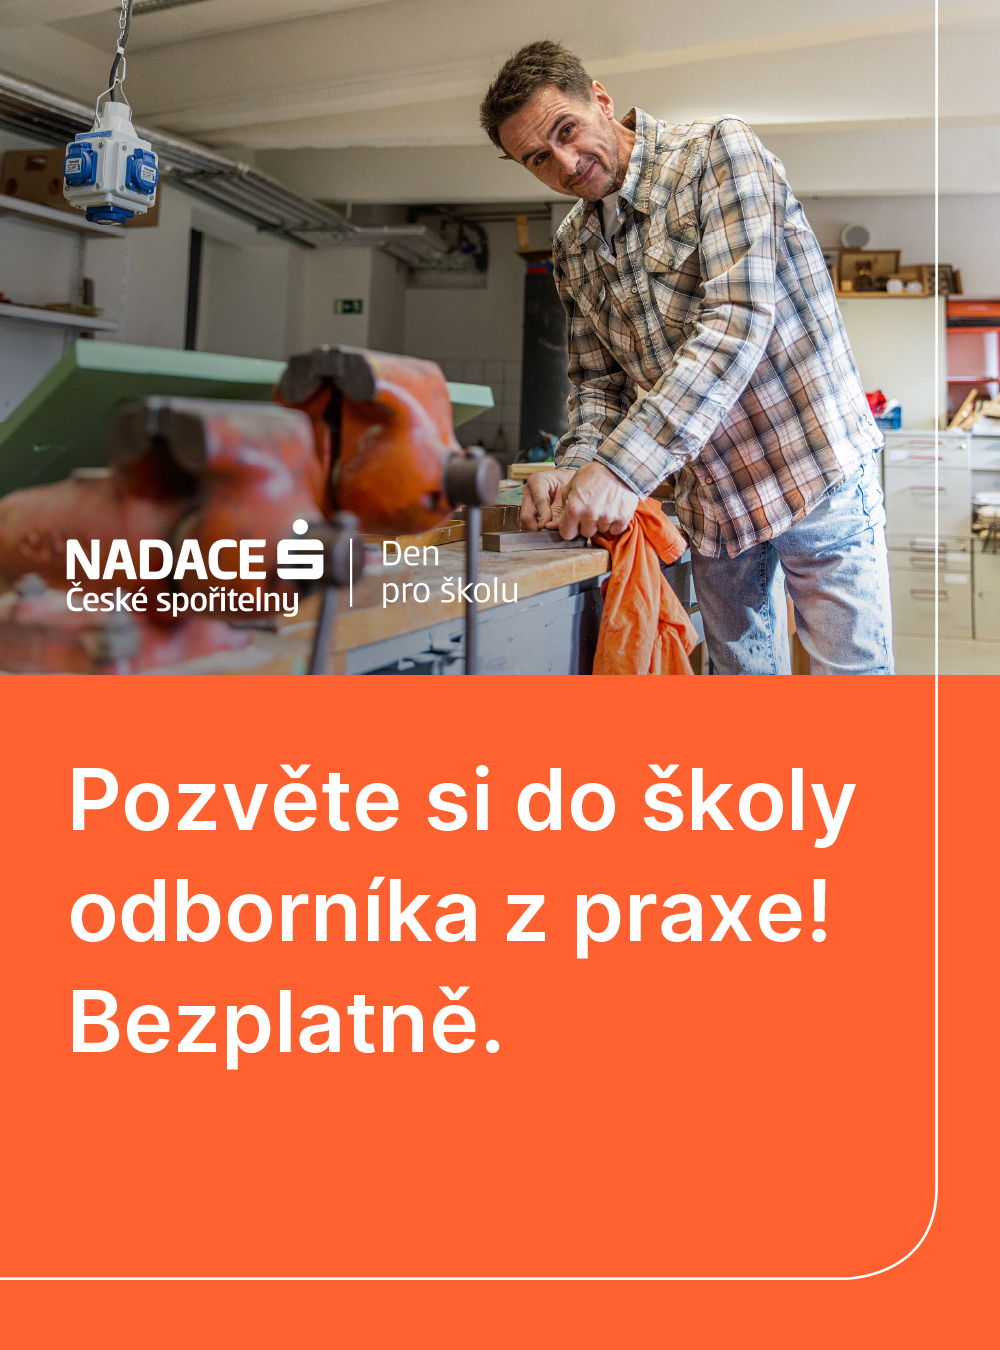 NADACE
České spořitelny
Den
pro školu
Pozvěte si do školy
odborníka z praxe!
Bezplatně.